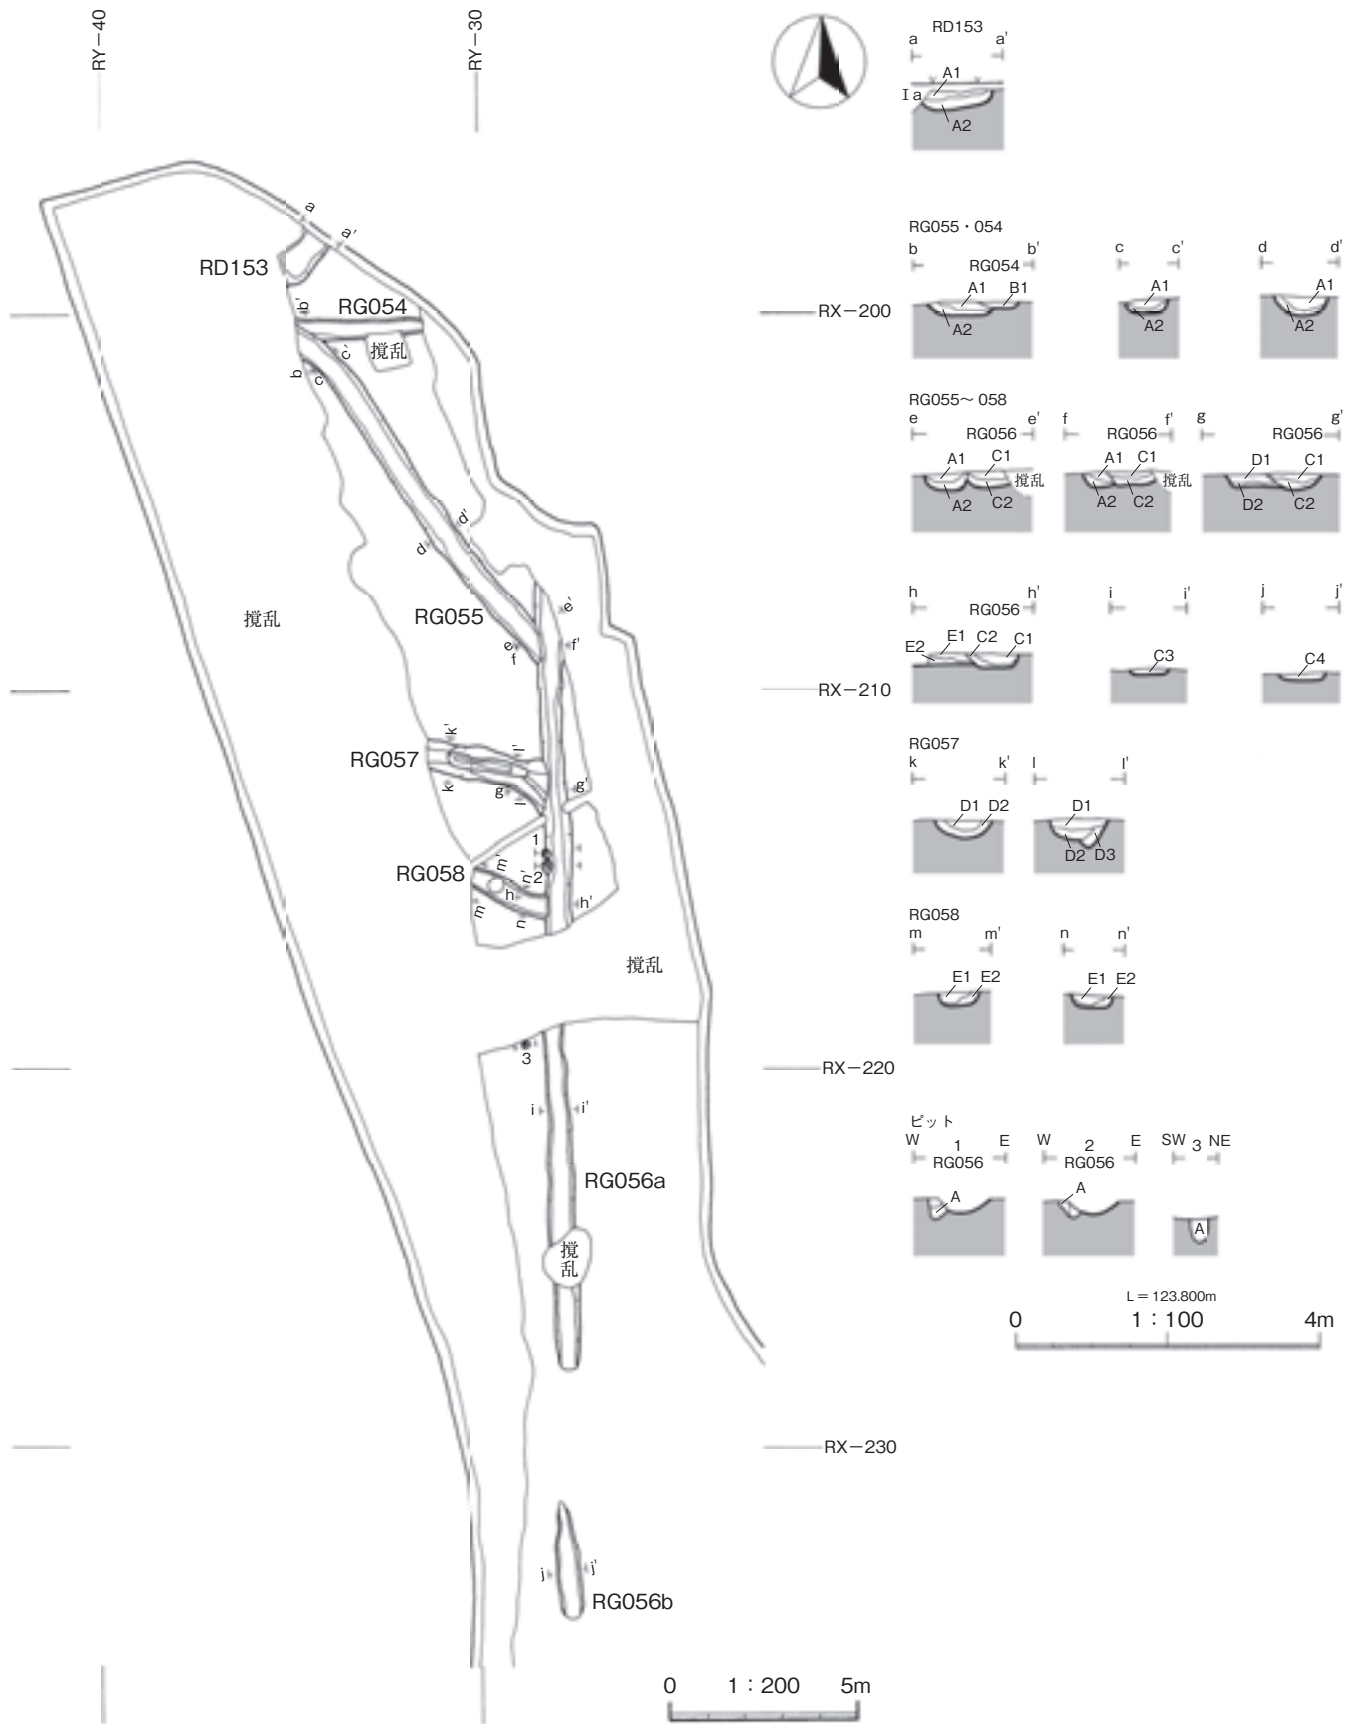 RY−40
RY−30
a
a'
RD153
b'
RG054
撹乱
c'
b
c
d'
d
撹乱
RG055
e'
e
f
f'
k'
l'
RG057
k
g
l
g'
1
RG058
m'
n'
2
h
h'
m
n
撹乱
3
i
i'
RG056a
撹乱
j
j'
RG056b
0 1：200 5m
RX−200
RX−210
RX−220
RX−230
RD153
a a'
A1
Ⅰa
A2
RG055・054
b b' c c' d d'
RG054
A1 B1 A1 A1
A2 A2 A2
RG055～058
e e' f f' g g'
RG056 RG056 RG056
A1 C1 A1 C1 D1 C1
撹乱 撹乱
A2 C2 A2 C2 D2 C2
h h' i i' j j'
RG056
E2 E1 C2 C1 C3 C4
RG057
k k' l l'
D1 D2 D1
D2 D3
RG058
m m' n n'
E1 E2 E1 E2
ピット
W 1 E W 2 E SW 3 NE
RG056 RG056
A A A
L＝123.800m
0 1：100 4m